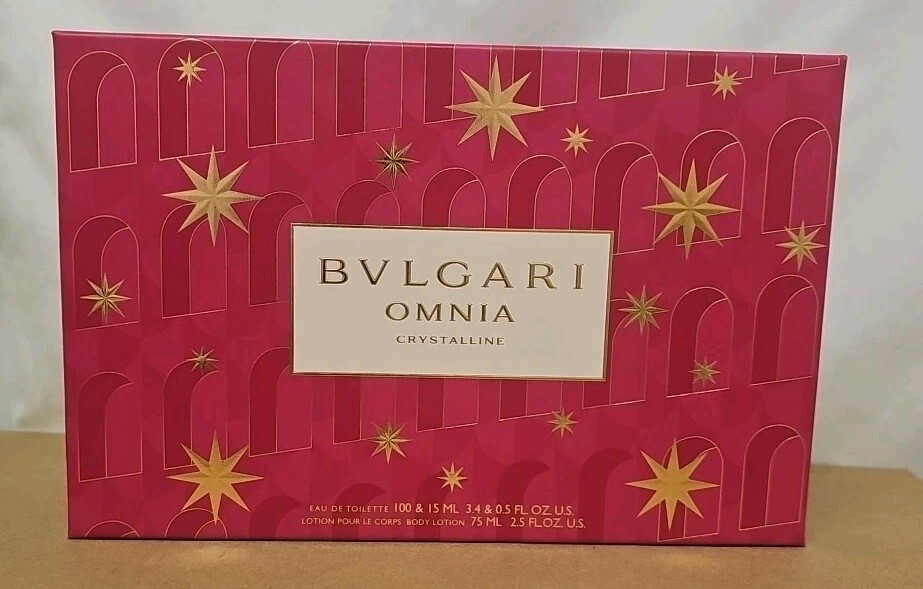 BVLGARI
OMNIA
CRYSTALLINE
EAU DE TOILETTE 100 & 15 ML 3.4 & 0.5 FL OZ U.S.
LOTION POUR LE CORPS BODY LOTION 75 ML 2.5 FL.OZ. U.S.